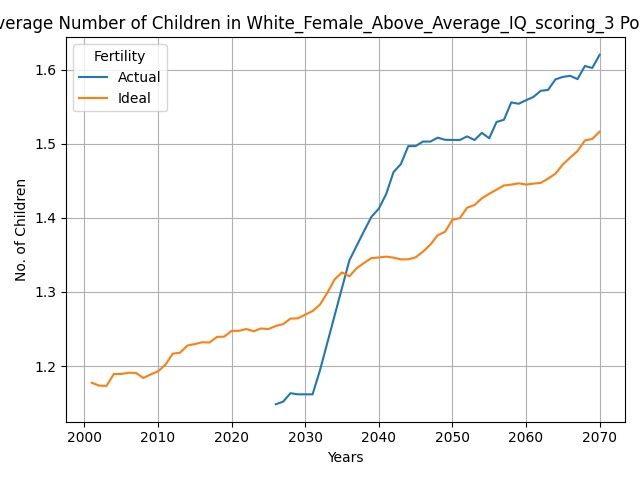 verage Number of Children in White_Female_Above_Average_IQ_scoring_3 Po
Fertility
Actual
Ideal
No. of Children
1.6
1.5
1.4
1.3
1.2
2000 2010 2020 2030 2040 2050 2060 2070
Years